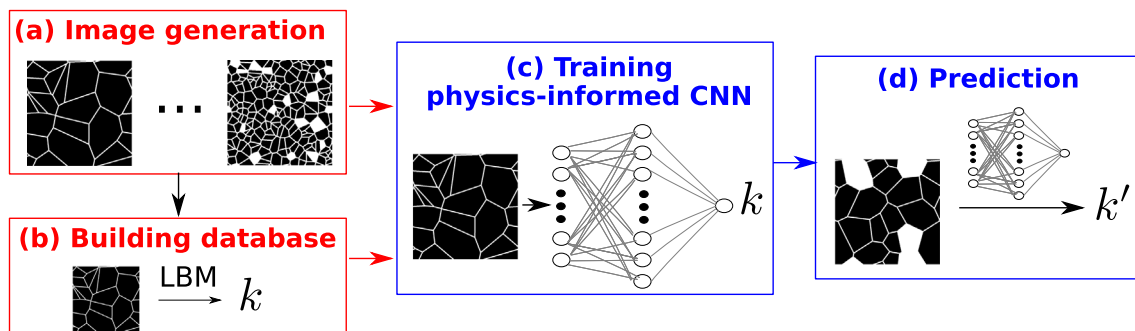 (a) Image generation
...
(b) Building database
LBM
k
(c) Training
physics-informed CNN
k
(d) Prediction
k′